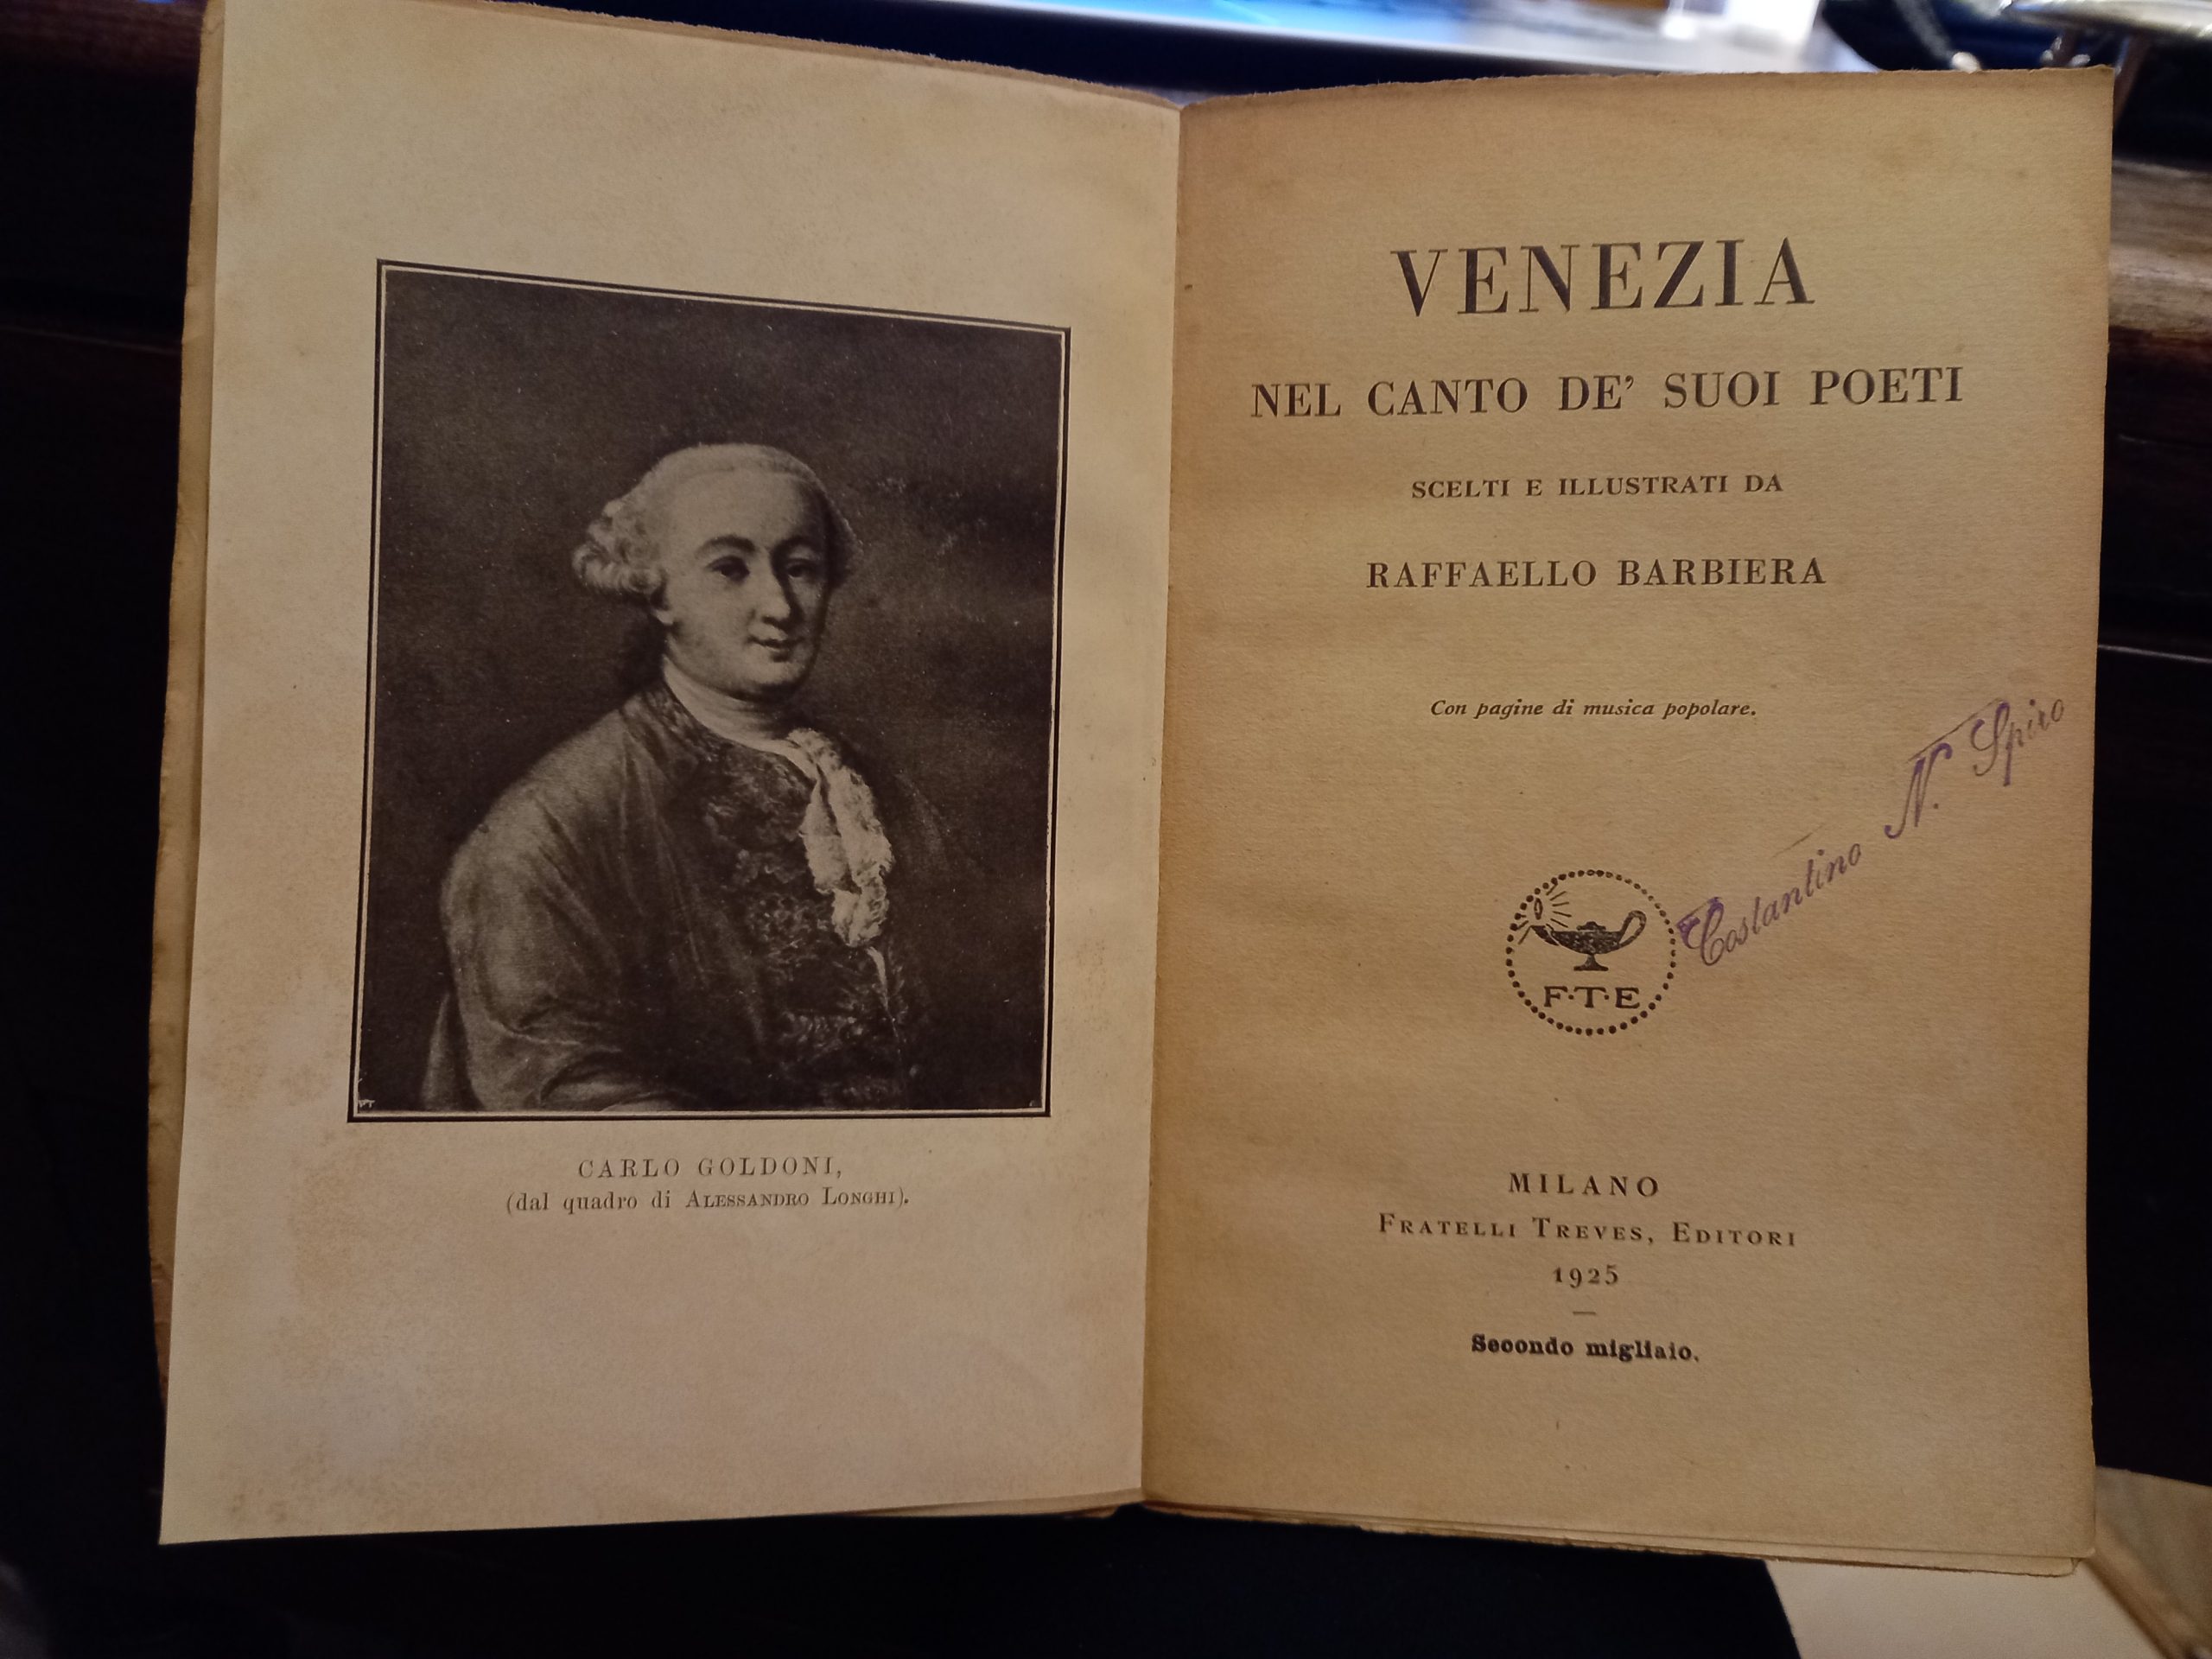 CARLO GOLDONI,
(dal quadro di ALESSANDRO LONGHI).
VENEZIA
NEL CANTO DE' SUOI POETI
SCELTI E ILLUSTRATI DA
RAFFAELLO BARBIERA
Con pagine di musica popolare.
Costantino N. Spiro
F·T·E
MILANO
FRATELLI TREVES, EDITORI
1925
Secondo migliaio.